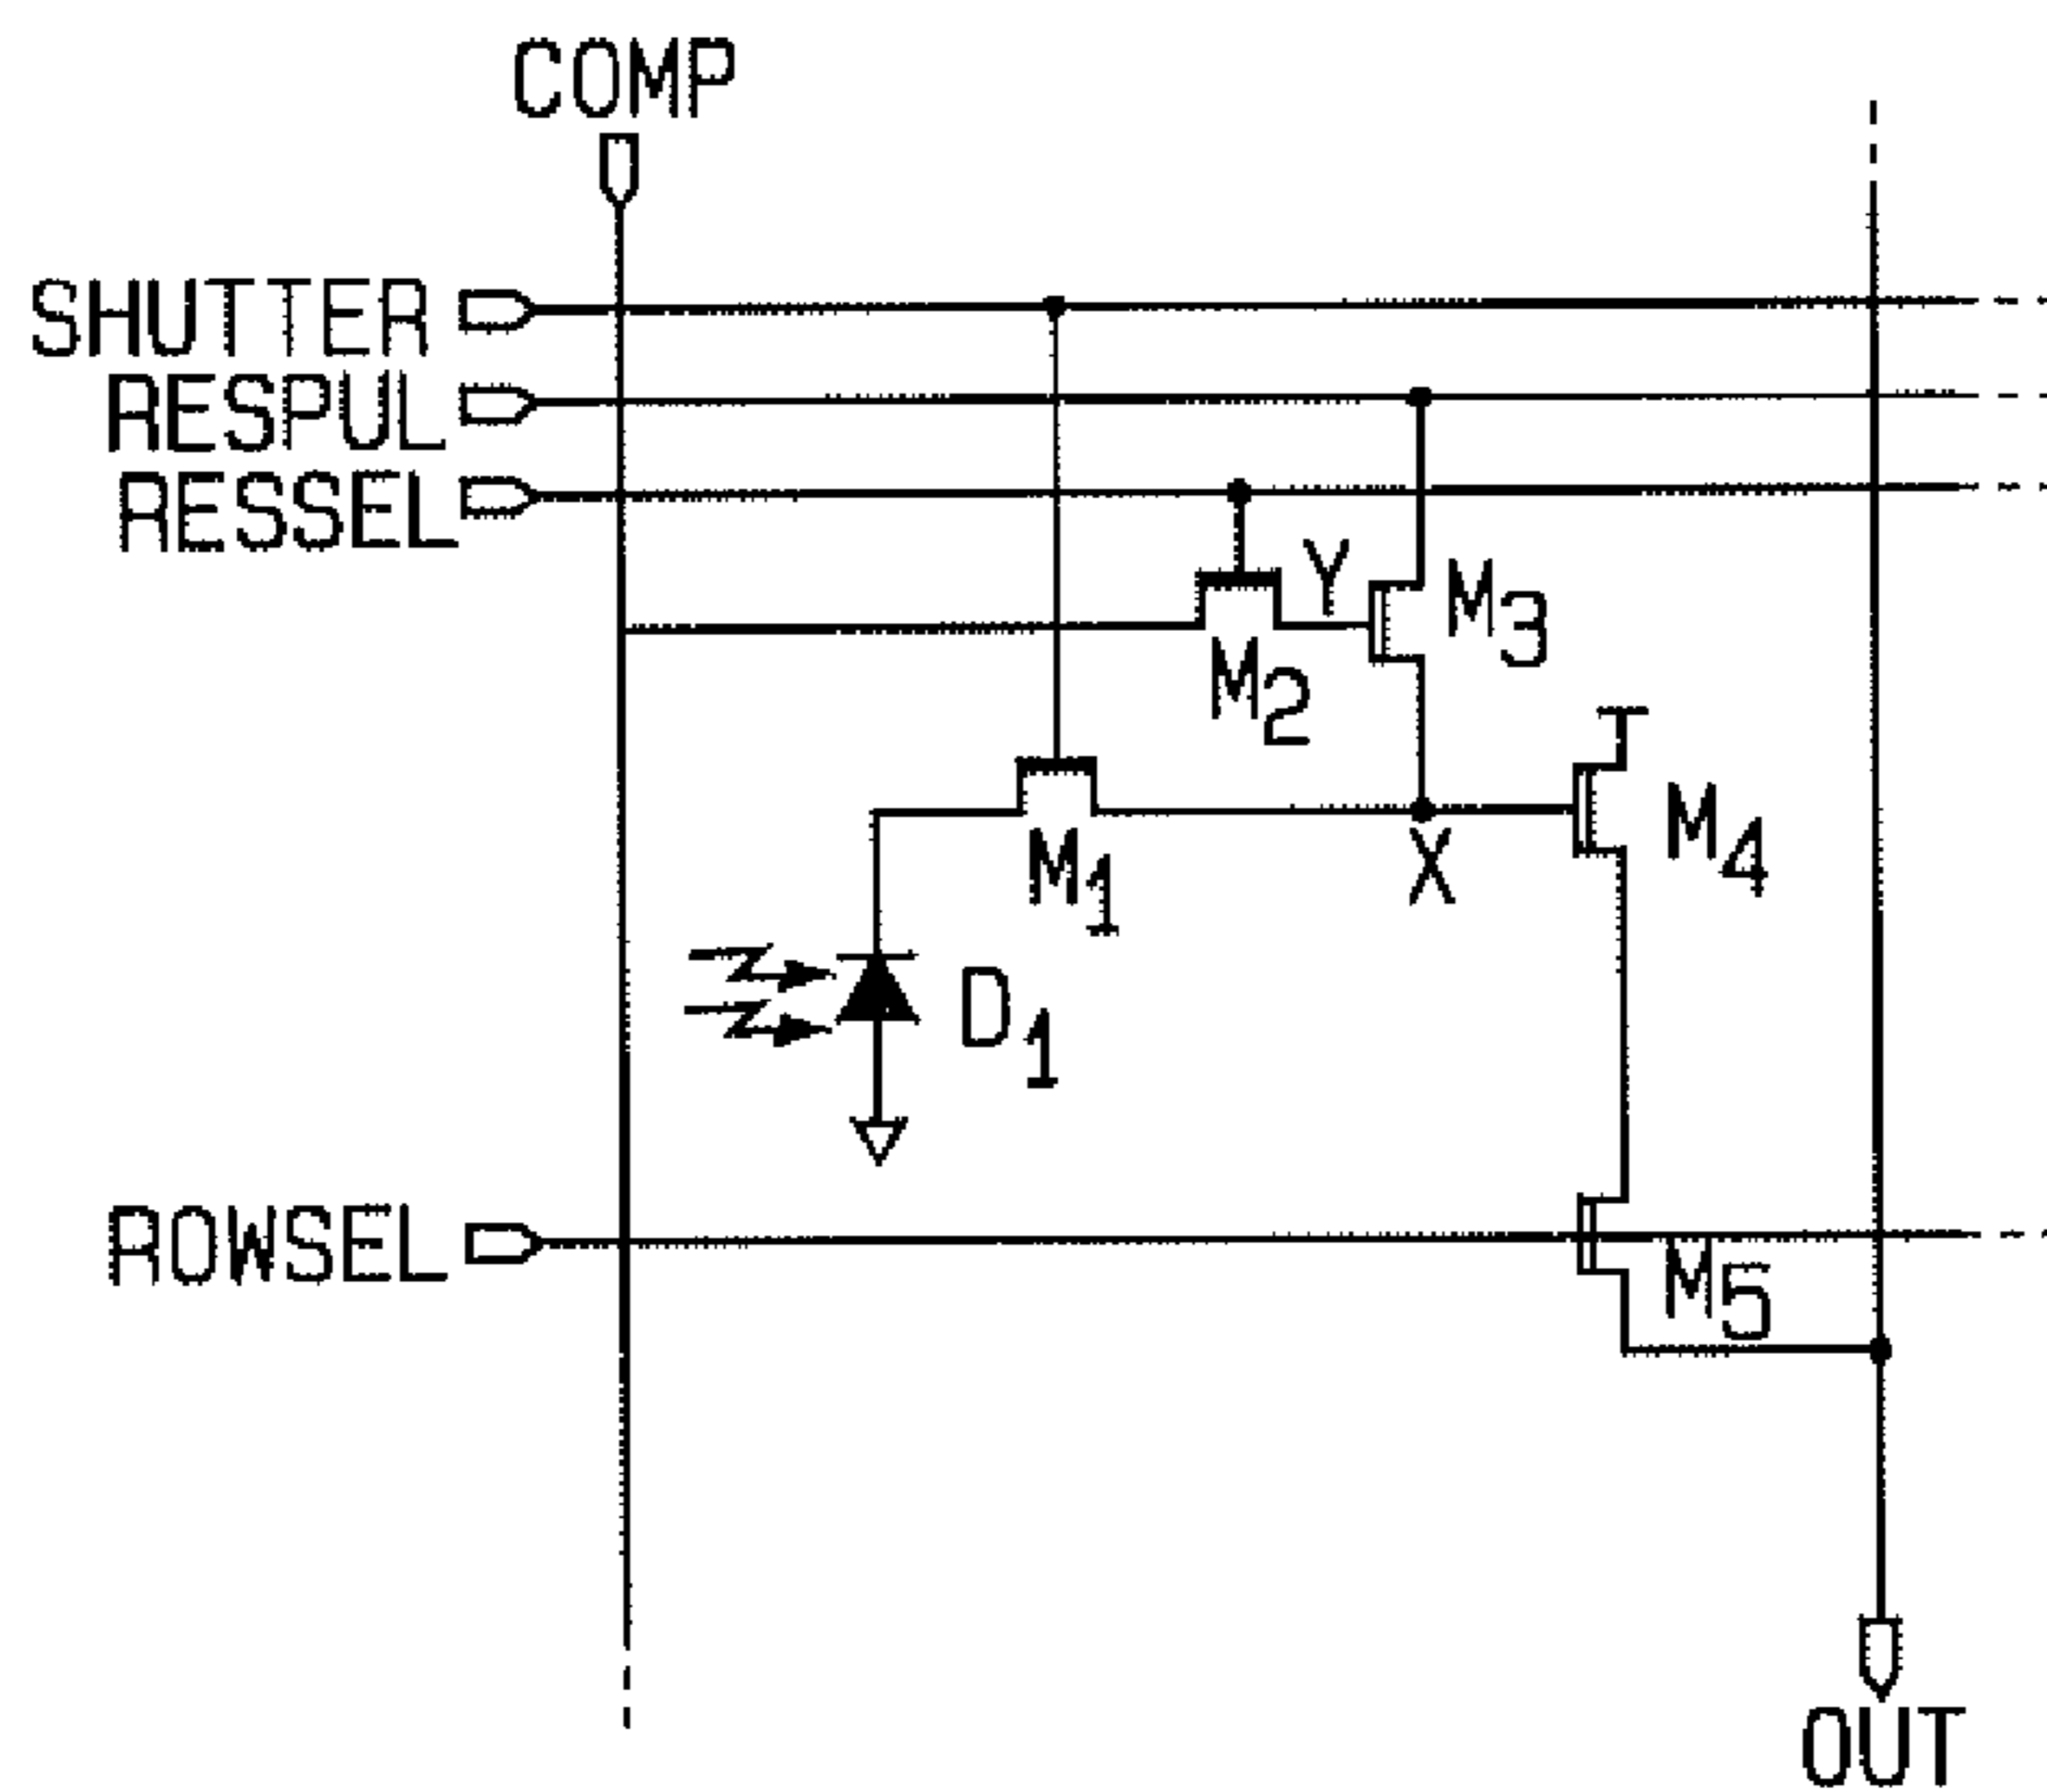 COMP
SHUTTER
RESPUL
RESSEL
Y
M3
M2
M4
M1
X
D1
ROWSEL
M5
OUT